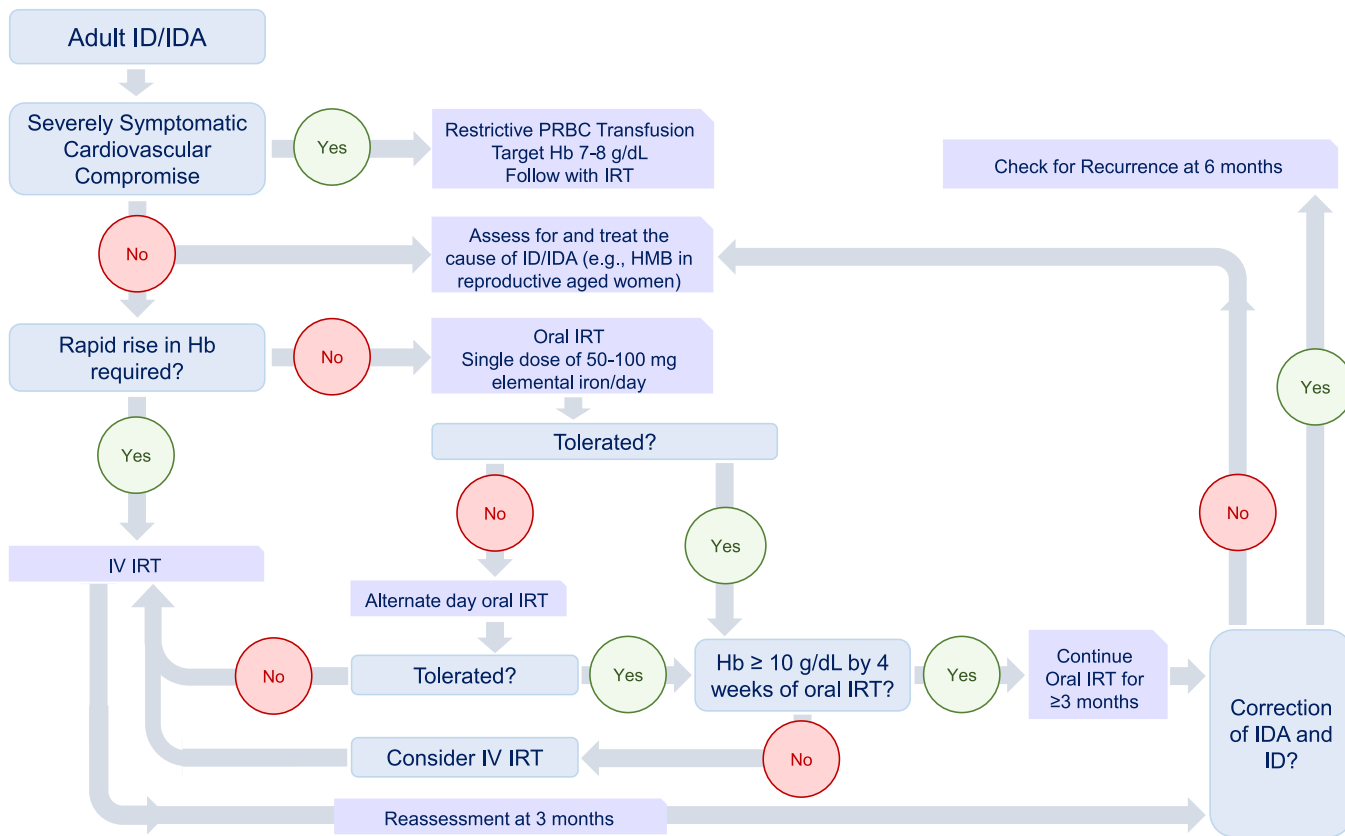 Adult ID/IDA
Severely Symptomatic
Cardiovascular
Compromise
Yes
Restrictive PRBC Transfusion
Target Hb 7-8 g/dL
Follow with IRT
Check for Recurrence at 6 months
No
Assess for and treat the
cause of ID/IDA (e.g., HMB in
reproductive aged women)
Rapid rise in Hb
required?
No
Oral IRT
Single dose of 50-100 mg
elemental iron/day
Yes
Yes
Tolerated?
No
Yes
No
IV IRT
Alternate day oral IRT
No
Tolerated?
Yes
Hb ≥ 10 g/dL by 4
weeks of oral IRT?
Yes
Continue
Oral IRT for
≥3 months
Correction
of IDA and
ID?
Consider IV IRT
No
Reassessment at 3 months